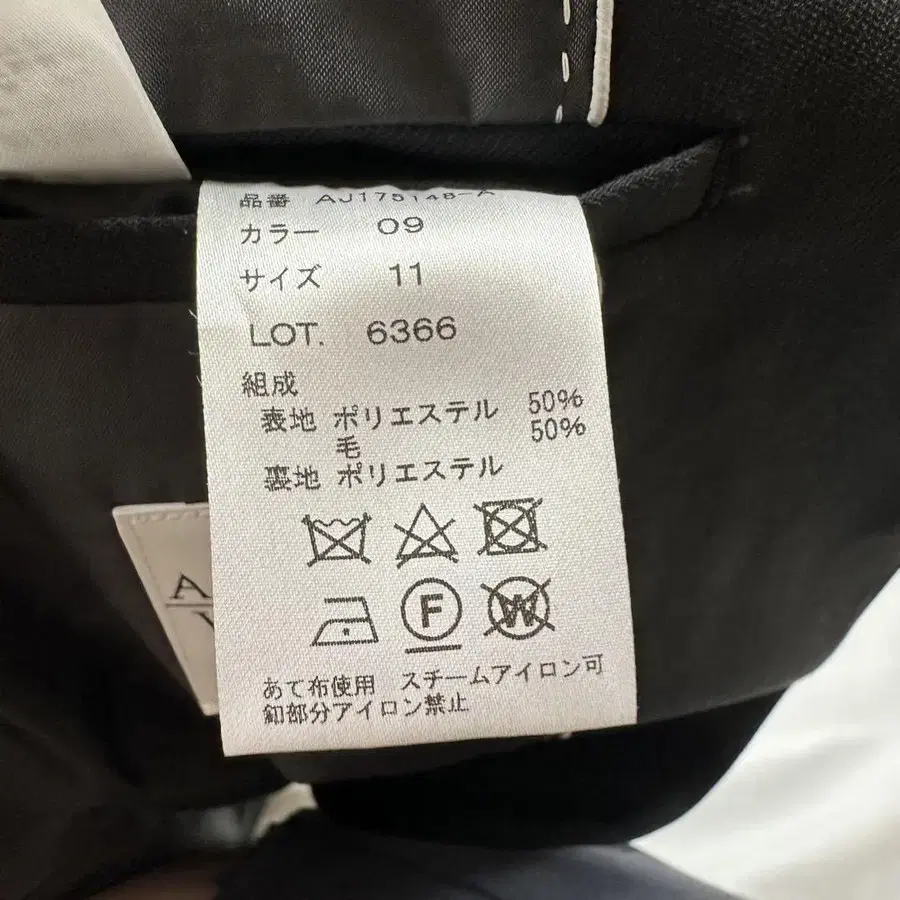 品番 AJ175148-A
カラー 09
サイズ 11
LOT. 6366
組成
表地 ポリエステル 50%
毛 50%
裏地 ポリエステル
F
W
あて布使用 スチームアイロン可
釦部分アイロン禁止
A